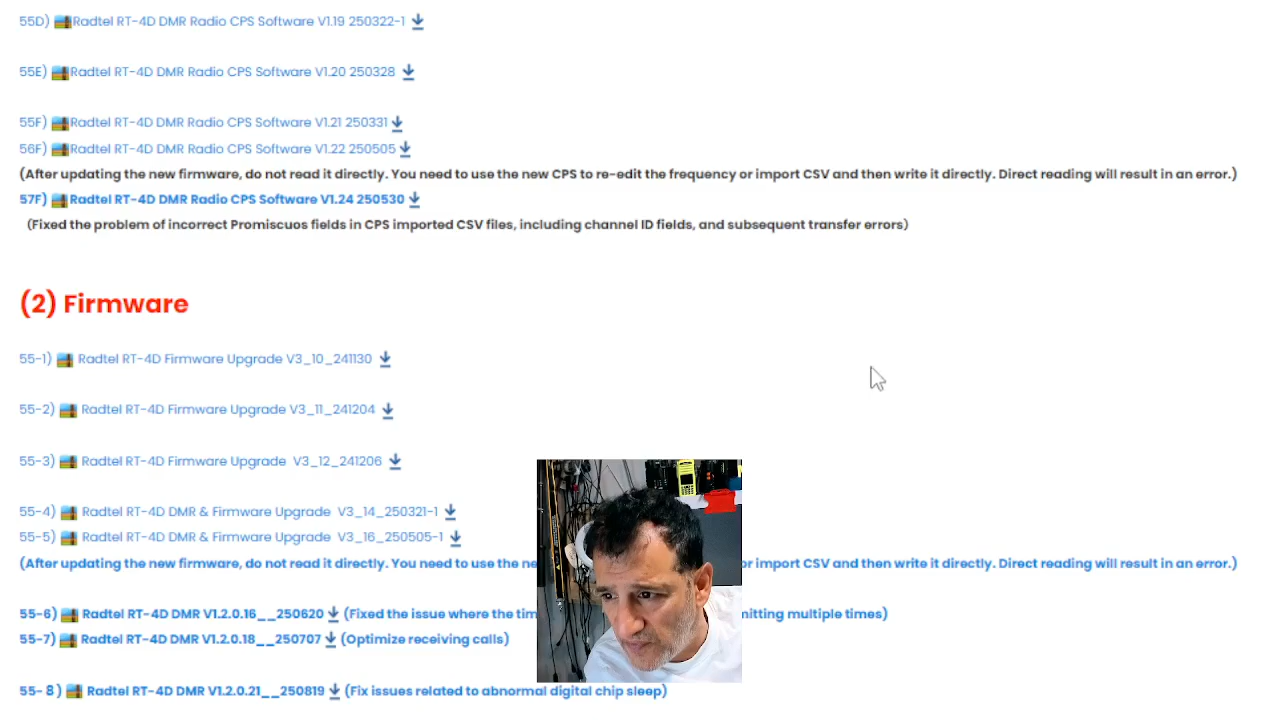 55D) Radtel RT-4D DMR Radio CPS Software V1.19 250322-1
55E) Radtel RT-4D DMR Radio CPS Software V1.20 250328
55F) Radtel RT-4D DMR Radio CPS Software V1.21 250331
56F) Radtel RT-4D DMR Radio CPS Software V1.22 250505
(After updating the new firmware, do not read it directly. You need to use the new CPS to re-edit the frequency or import CSV and then write it directly. Direct reading will result in an error.)
57F) Radtel RT-4D DMR Radio CPS Software V1.24 250530
(Fixed the problem of incorrect Promiscuos fields in CPS imported CSV files, including channel ID fields, and subsequent transfer errors)
(2) Firmware
55-1) Radtel RT-4D Firmware Upgrade V3_10_241130
55-2) Radtel RT-4D Firmware Upgrade V3_11_241204
55-3) Radtel RT-4D Firmware Upgrade V3_12_241206
55-4) Radtel RT-4D DMR & Firmware Upgrade V3_14_250321-1
55-5) Radtel RT-4D DMR & Firmware Upgrade V3_16_250505-1
(After updating the new firmware, do not read it directly. You need to use the or import CSV and then write it directly. Direct reading will result in an error.)
55-6) Radtel RT-4D DMR V1.2.0.16__250620 (Fixed the issue where the multiple times)
55-7) Radtel RT-4D DMR V1.2.0.18__250707 (Optimize receiving calls)
55-8) Radtel RT-4D DMR V1.2.0.21__250819 (Fix issues related to abnormal digital chip sleep)